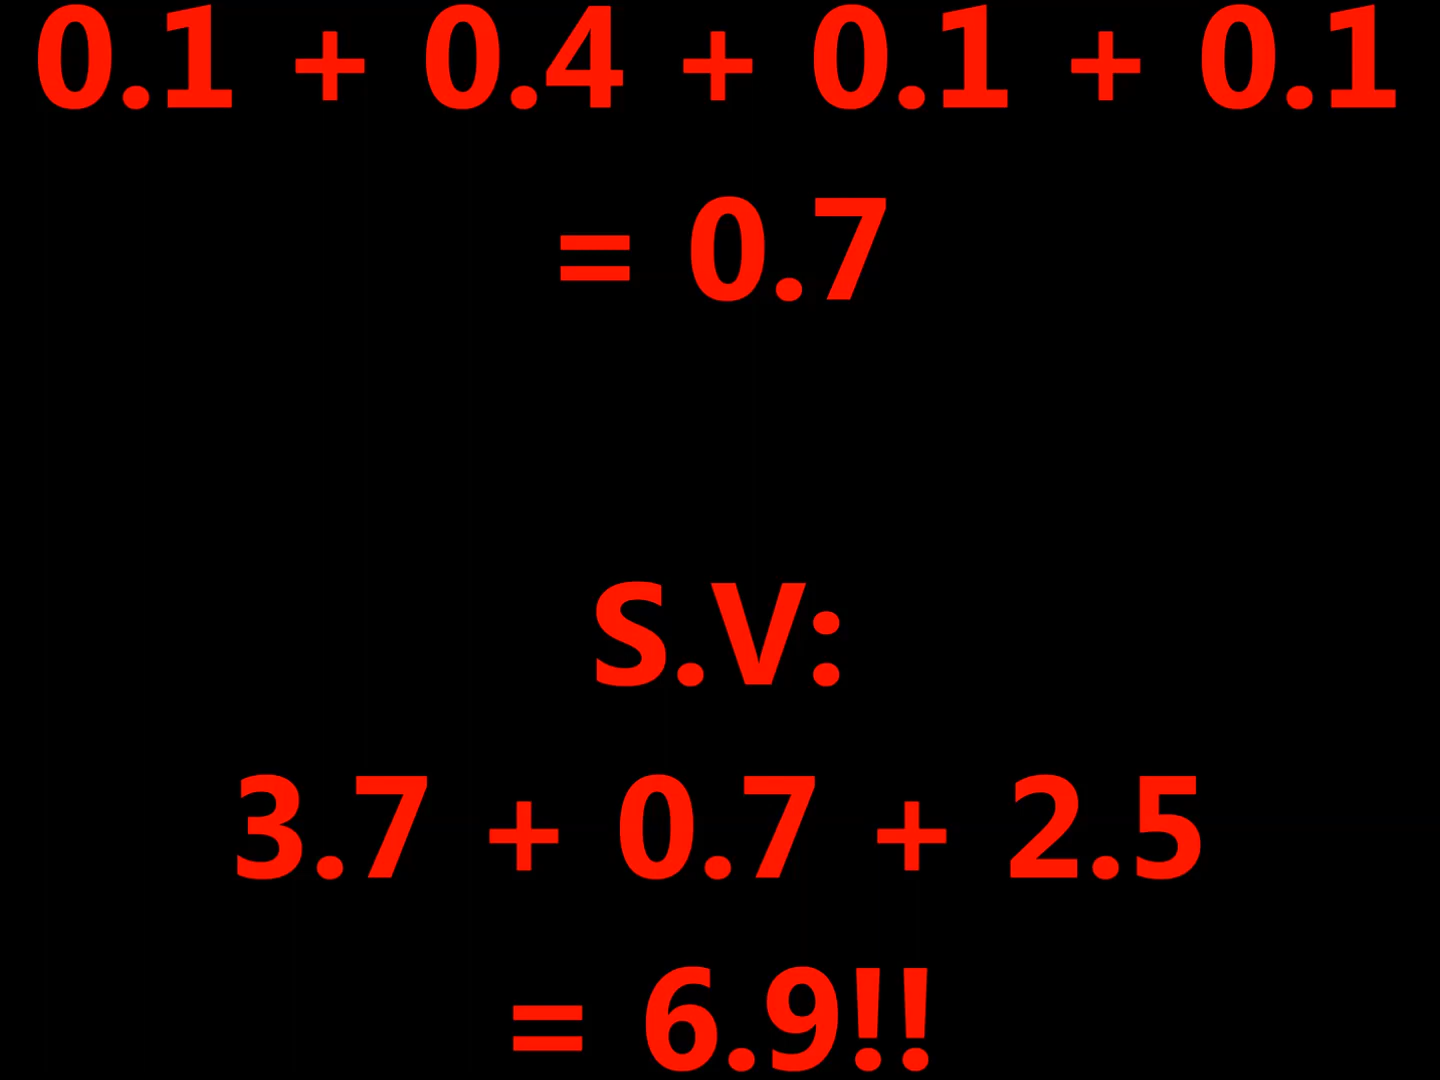 0.1 + 0.4 + 0.1 + 0.1
= 0.7
S.V:
3.7 + 0.7 + 2.5
= 6.9!!